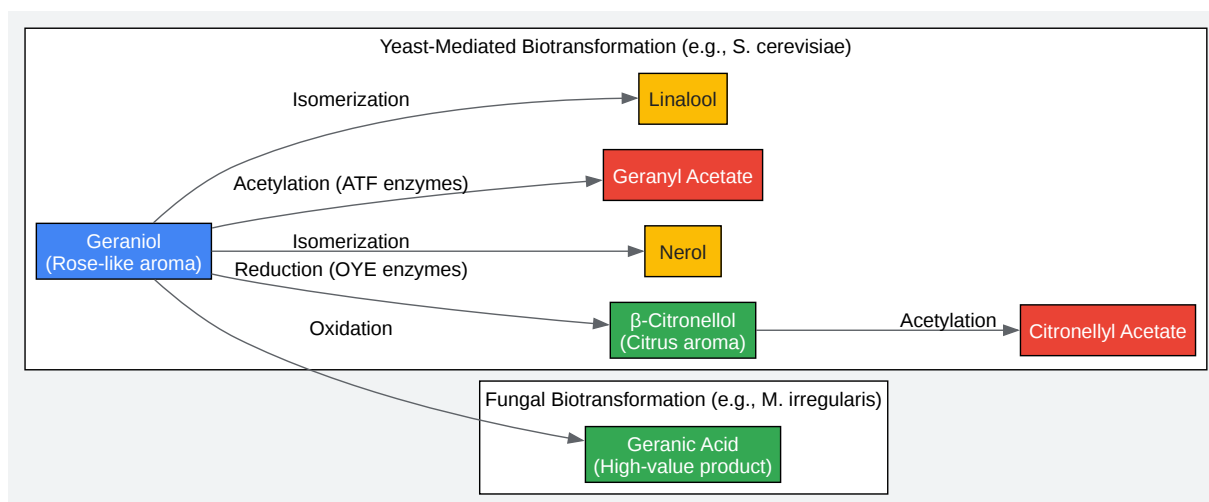 Yeast-Mediated Biotransformation (e.g., S. cerevisiae)
Isomerization
Linalool
Acetylation (ATF enzymes)
Geranyl Acetate
Geraniol
(Rose-like aroma)
Isomerization
Nerol
Reduction (OYE enzymes)
β-Citronellol
(Citrus aroma)
Acetylation
Citronellyl Acetate
Oxidation
Fungal Biotransformation (e.g., M. irregularis)
Geranic Acid
(High-value product)